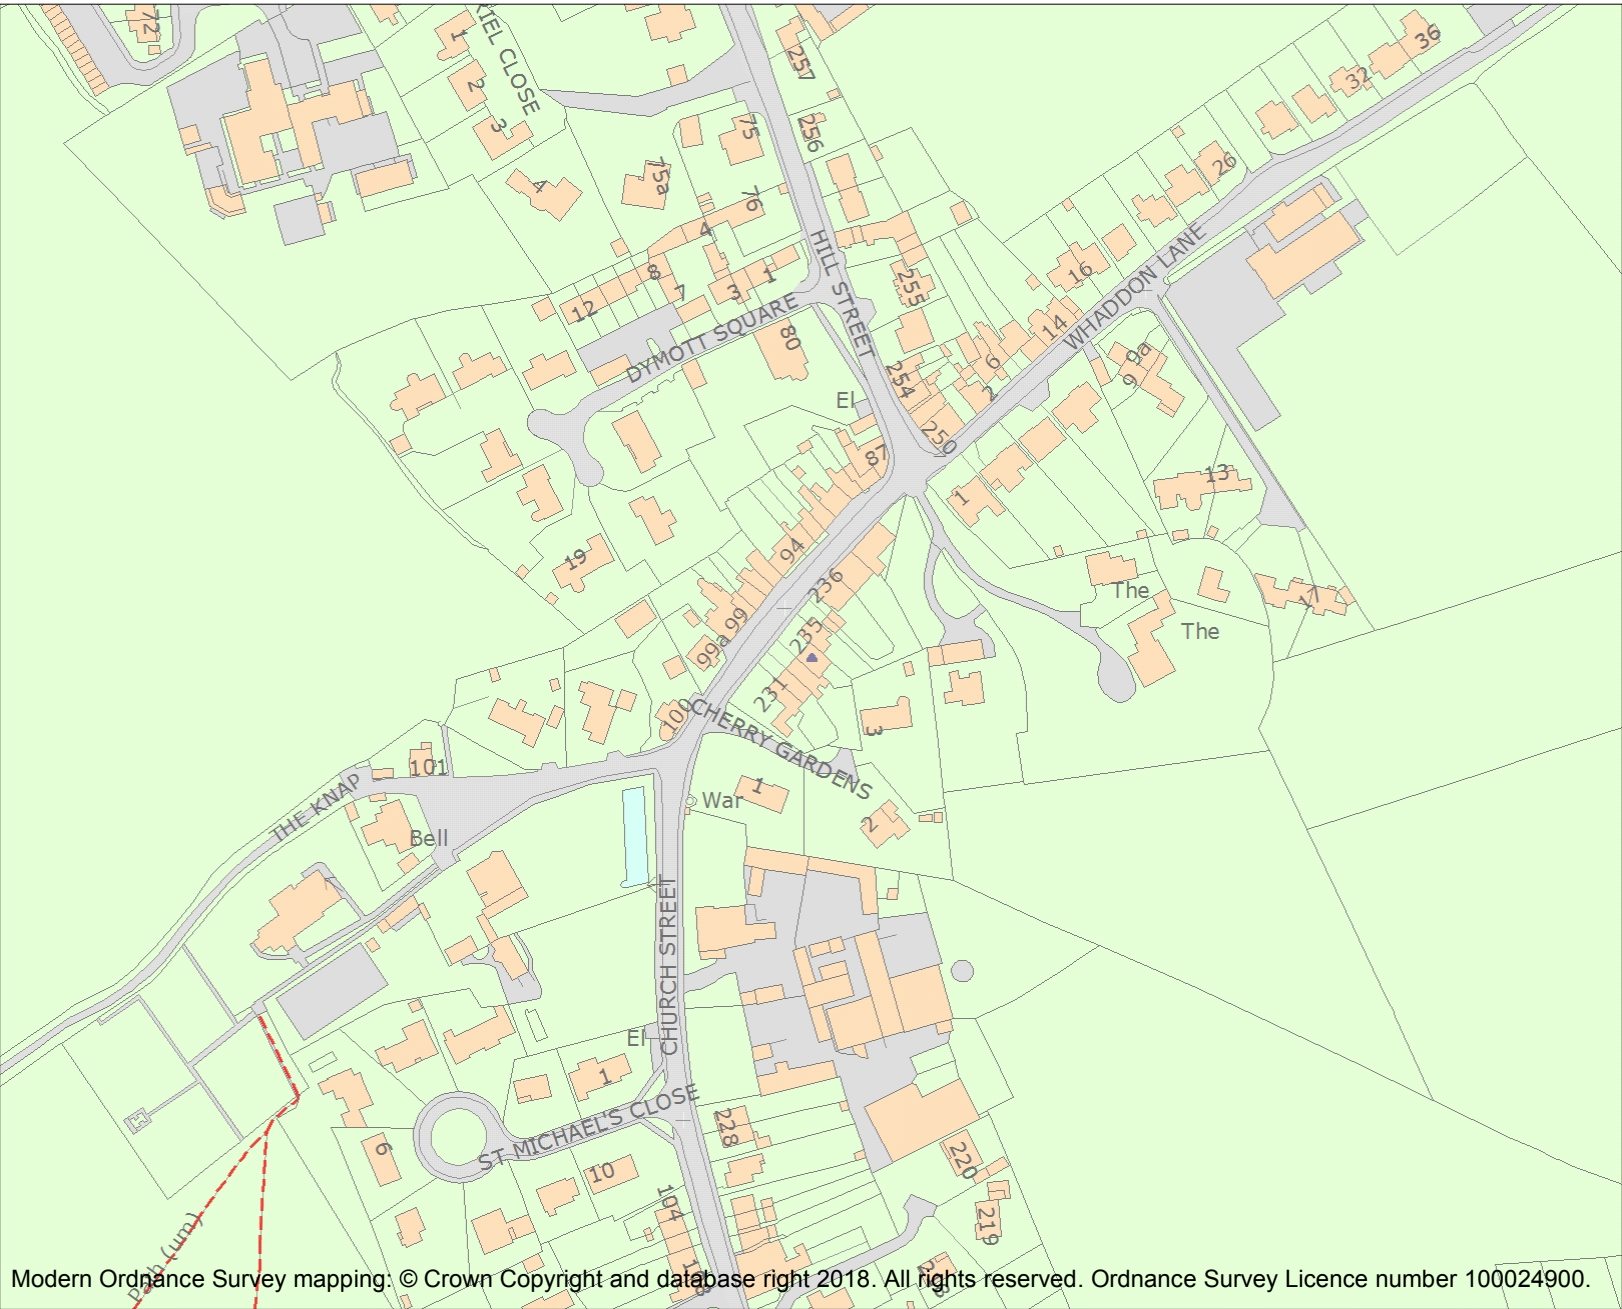 72
1
RIEL CLOSE
2
3
4
257
256
75
75a
76
4
8
7
12
3
1
HILL STREET
DYMOTT SQUARE
80
255
254
El
87
250
2
6
14
16
26
32
36
WHADDON LANE
9a
9
13
1
17
The
The
19
94
99
99a
100
236
235
231
CHERRY GARDENS
3
1
2
War
101
THE KNAP
Bell
CHURCH STREET
El
1
ST MICHAEL'S CLOSE
6
10
104
228
220
219
Path (um)
Modern Ordnance Survey mapping: © Crown Copyright and database right 2018. All rights reserved. Ordnance Survey Licence number 100024900.